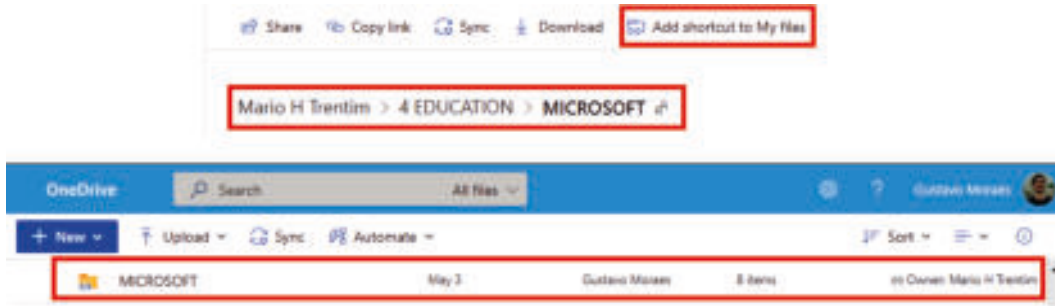 Share Copy link Sync Download Add shortcut to My files
Mario H Trentim > 4 EDUCATION > MICROSOFT
OneDrive Search All files Gustavo Moraes
+ New Upload Sync Automate Sort
MICROSOFT May 3 Gustavo Moraes 8 items Owner: Mario H Trentim